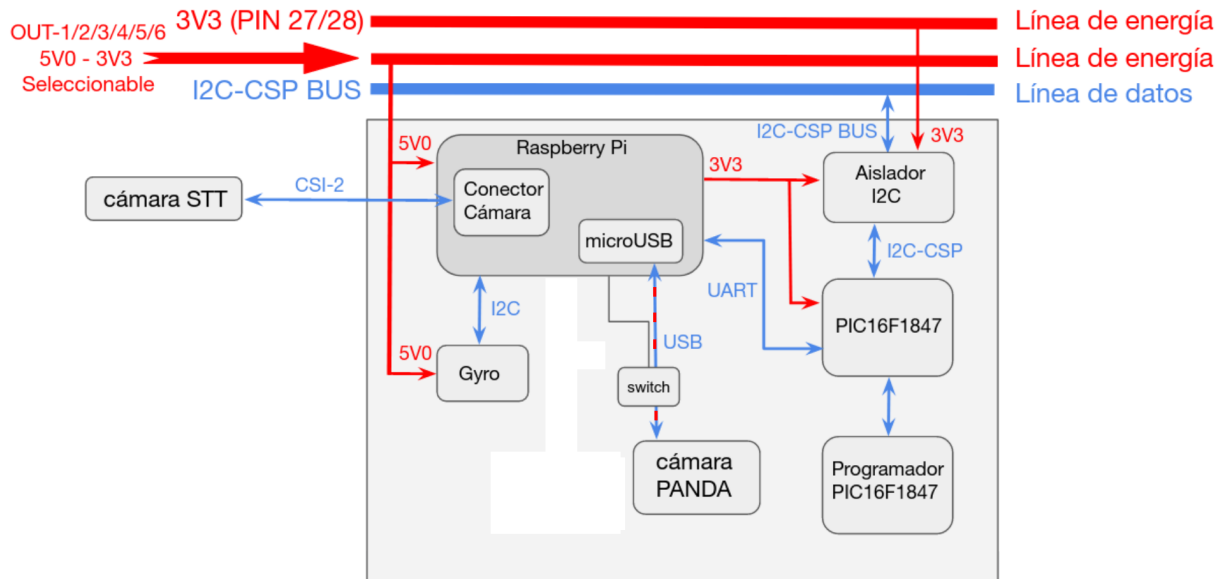 OUT-1/2/3/4/5/6
5V0 - 3V3
Seleccionable
3V3 (PIN 27/28)
Línea de energía
Línea de energía
I2C-CSP BUS
Línea de datos
I2C-CSP BUS
3V3
5V0
Raspberry Pi
3V3
Aislador
I2C
cámara STT
CSI-2
Conector
Cámara
microUSB
I2C-CSP
I2C
UART
PIC16F1847
USB
5V0
Gyro
switch
cámara
PANDA
Programador
PIC16F1847